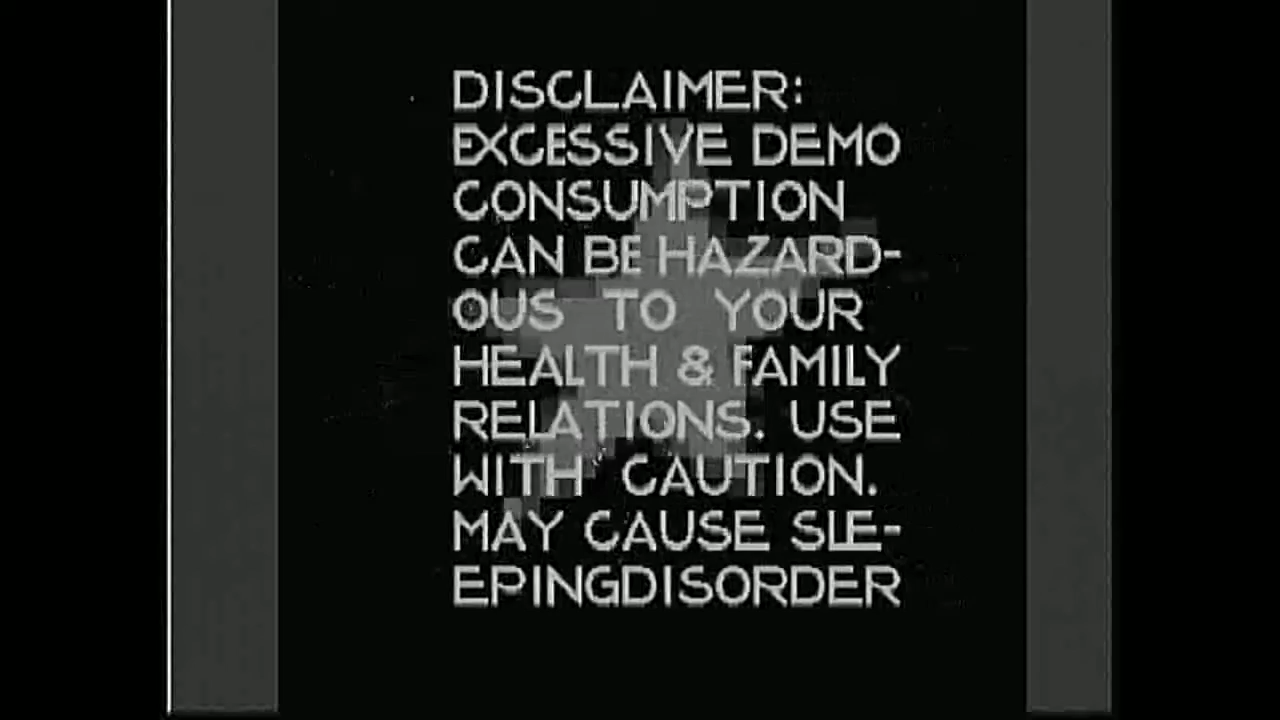 DISCLAIMER:
EXCESSIVE DEMO
CONSUMPTION
CAN BE HAZARD-
OUS TO YOUR
HEALTH & FAMILY
RELATIONS. USE
WITH CAUTION.
MAY CAUSE SLE-
EPINGDISORDER